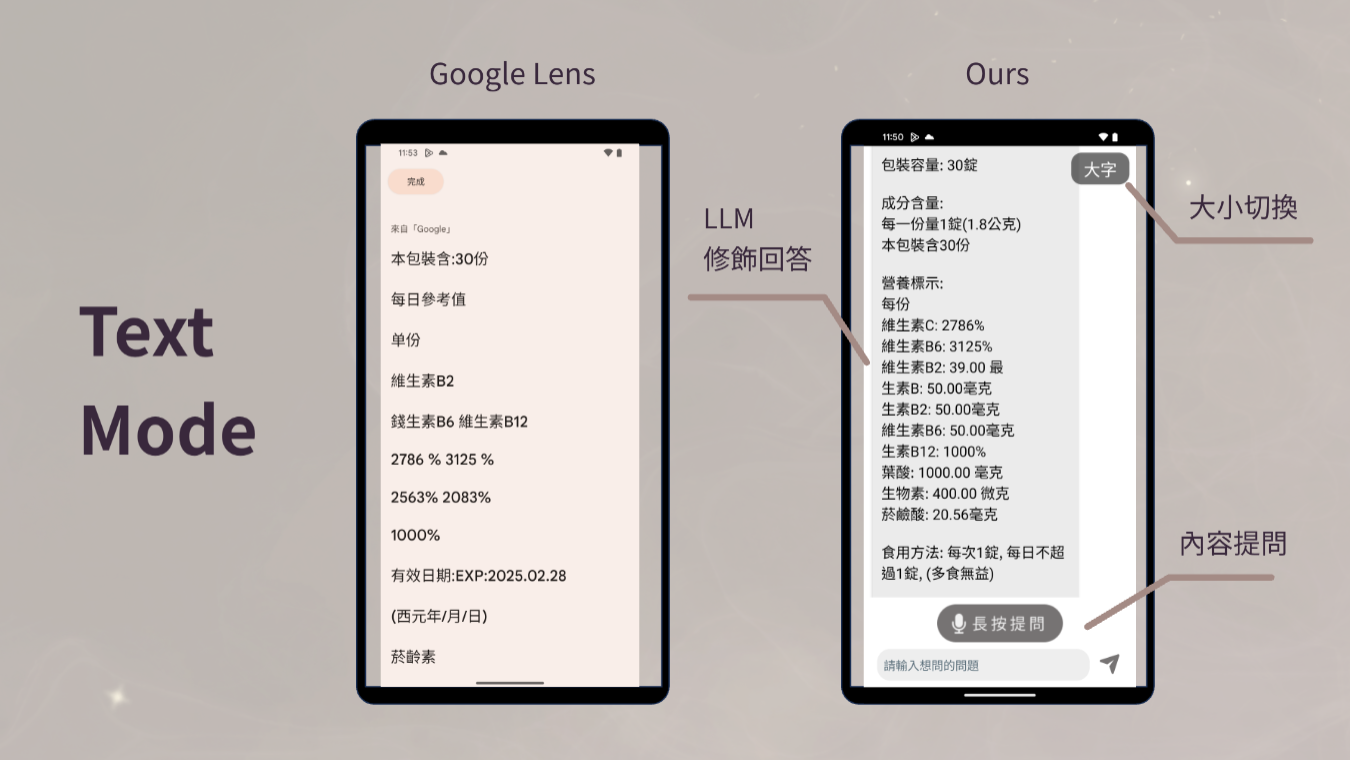 Text
Mode
Google Lens
11:53
完成
來自「Google」
本包裝含:30份
每日參考值
单份
維生素B2
錢生素B6 維生素B12
2786 % 3125 %
2563% 2083%
1000%
有效日期:EXP:2025.02.28
(西元年/月/日)
菸齡素
LLM
修飾回答
Ours
11:50
大字
包裝容量: 30錠
成分含量:
每一份量1錠(1.8公克)
本包裝含30份
營養標示:
每份
維生素C: 2786%
維生素B6: 3125%
維生素B2: 39.00 最
生素B: 50.00毫克
生素B2: 50.00毫克
維生素B6: 50.00毫克
生素B12: 1000%
葉酸: 1000.00 毫克
生物素: 400.00 微克
菸鹼酸: 20.56毫克
食用方法: 每次1錠, 每日不超
過1錠, (多食無益)
長按提問
請輸入想問的問題
大小切換
內容提問